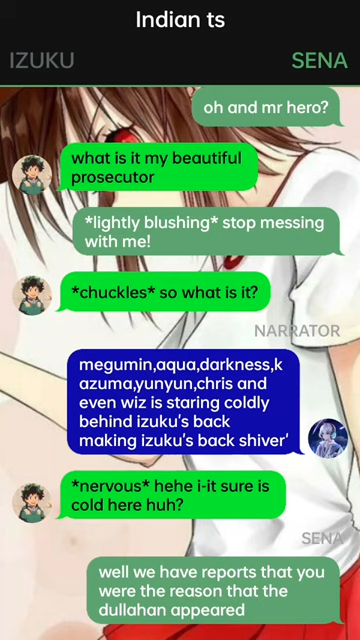 Indian ts
IZUKU
SENA
oh and mr hero?
what is it my beautiful
prosecutor
*lightly blushing* stop messing
with me!
*chuckles* so what is it?
NARRATOR
megumin,aqua,darkness,k
azuma,yunyun,chris and
even wiz is staring coldly
behind izuku's back
making izuku's back shiver'
*nervous* hehe i-it sure is
cold here huh?
SENA
well we have reports that you
were the reason that the
dullahan appeared